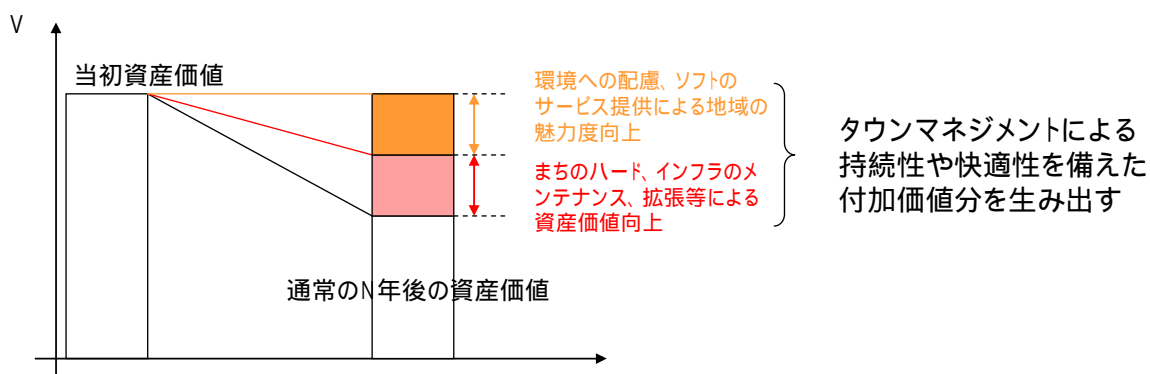 V
当初資産価値
環境への配慮、ソフトの
サービス提供による地域の
魅力度向上
まちのハード、インフラのメ
ンテナンス、拡張等による
資産価値向上
タウンマネジメントによる
持続性や快適性を備えた
付加価値分を生み出す
通常のN年後の資産価値